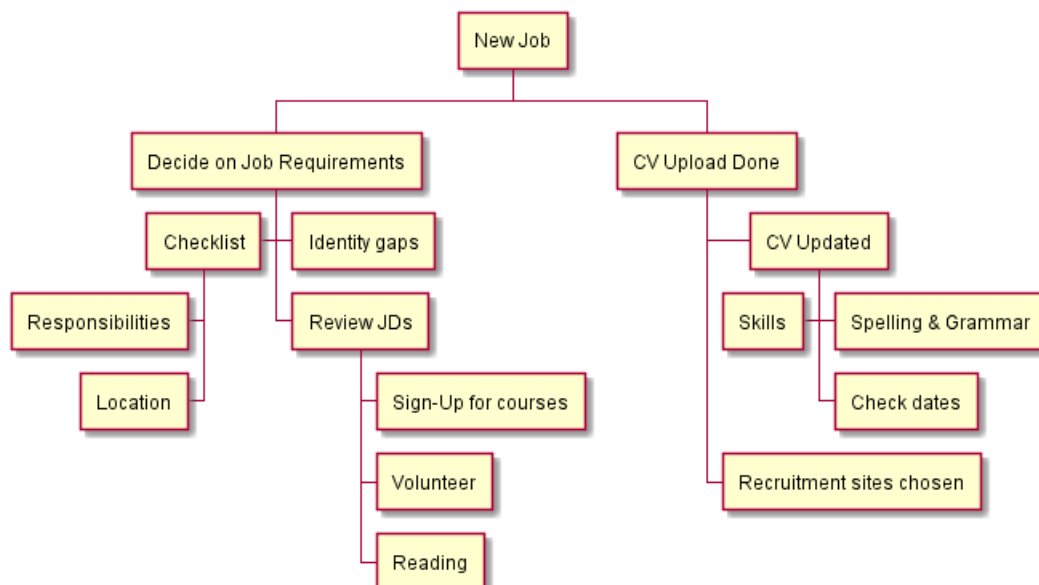 New Job
Decide on Job Requirements
CV Upload Done
Checklist
Identity gaps
CV Updated
Responsibilities
Review JDs
Skills
Spelling & Grammar
Location
Sign-Up for courses
Check dates
Volunteer
Recruitment sites chosen
Reading